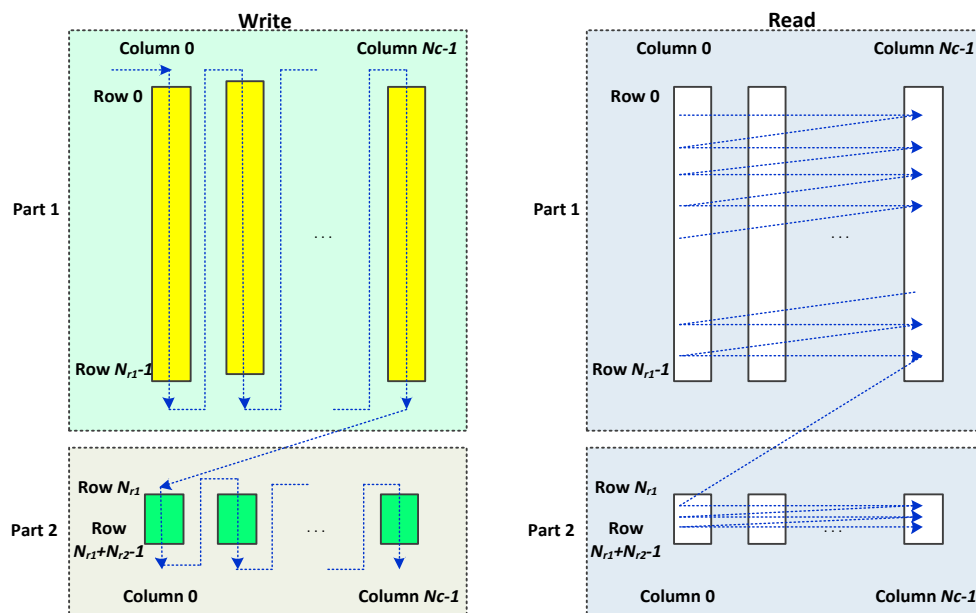 Write
Column 0
Column Nc-1
Row 0
Part 1
. . .
Row Nr1-1
Row Nr1
Part 2
Row
. . .
Nr1+Nr2-1
Column 0
Column Nc-1
Read
Column 0
Column Nc-1
Row 0
Part 1
. . .
Row Nr1-1
Row Nr1
Part 2
Row
. . .
Nr1+Nr2-1
Column 0
Column Nc-1